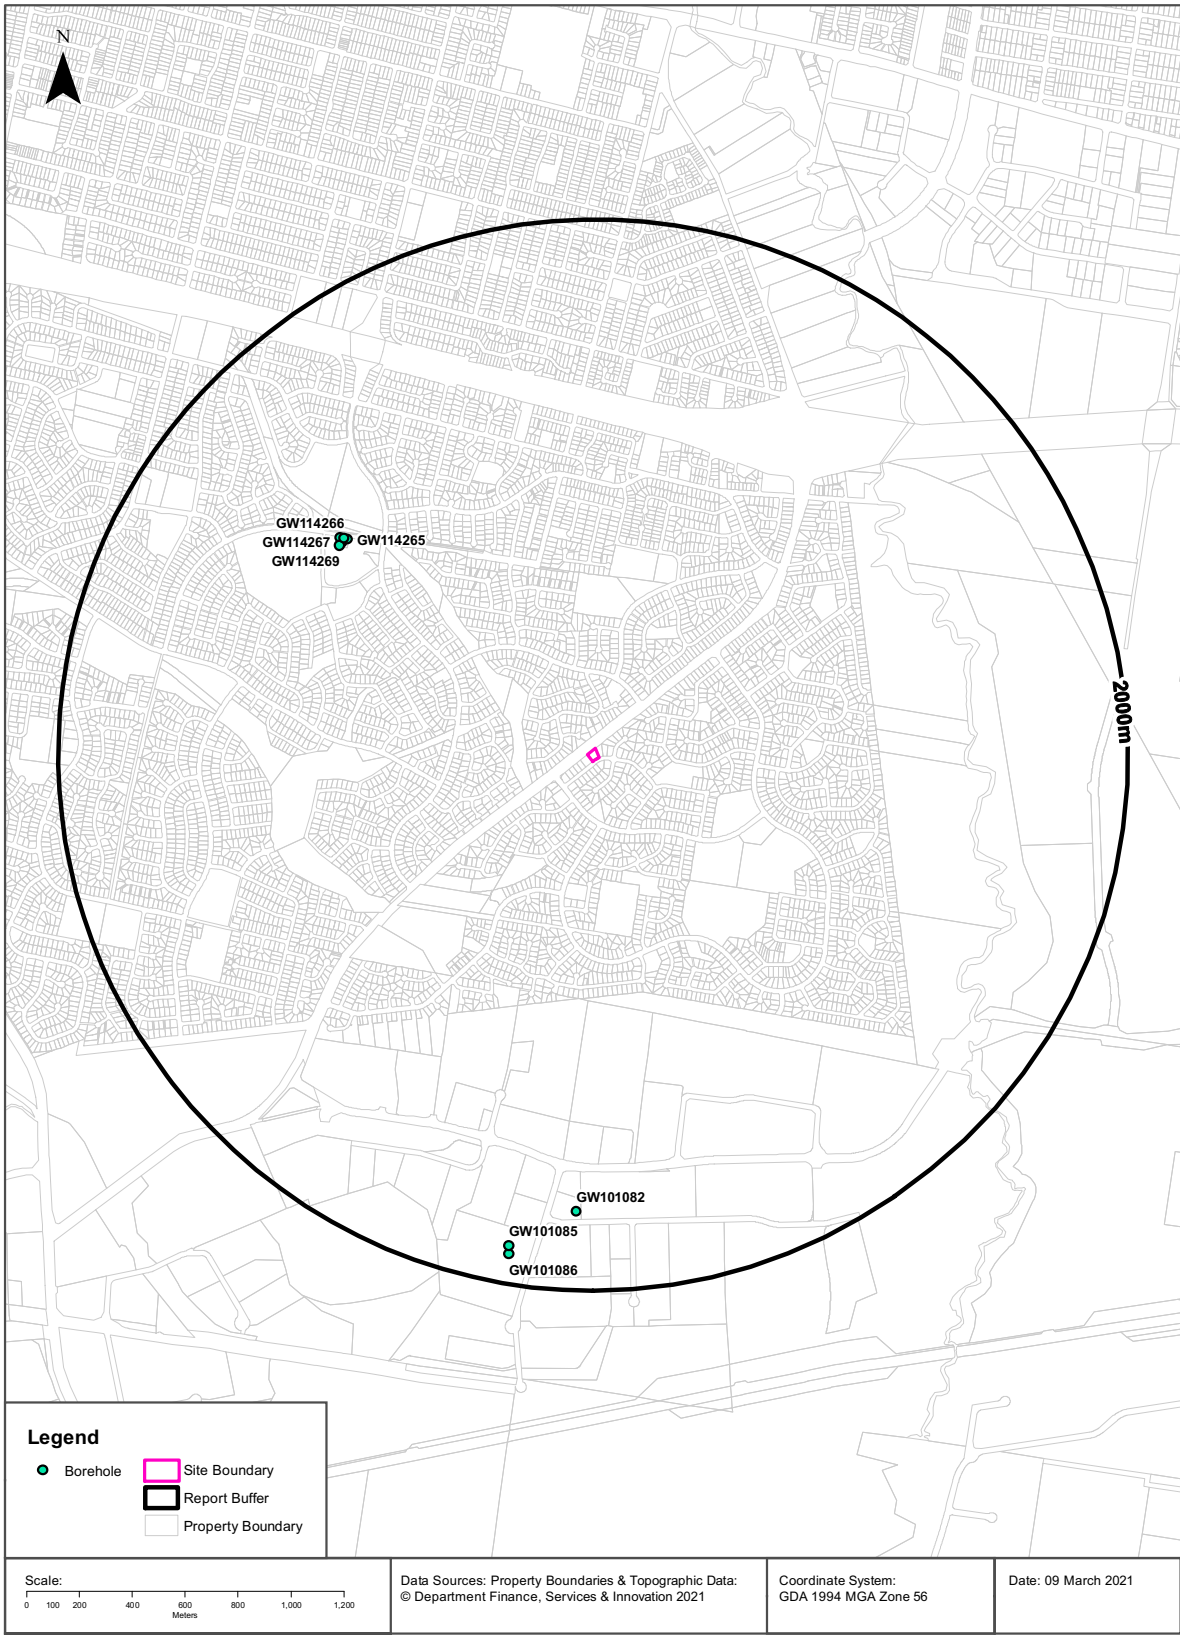 N
GW114266
GW114267
GW114265
GW114269
2000m
GW101082
GW101085
GW101086
Legend
Borehole
Site Boundary
Report Buffer
Property Boundary
Scale:
0 100 200 400 600 800 1,000 1,200
Meters
Data Sources: Property Boundaries & Topographic Data:
© Department Finance, Services & Innovation 2021
Coordinate System:
GDA 1994 MGA Zone 56
Date: 09 March 2021